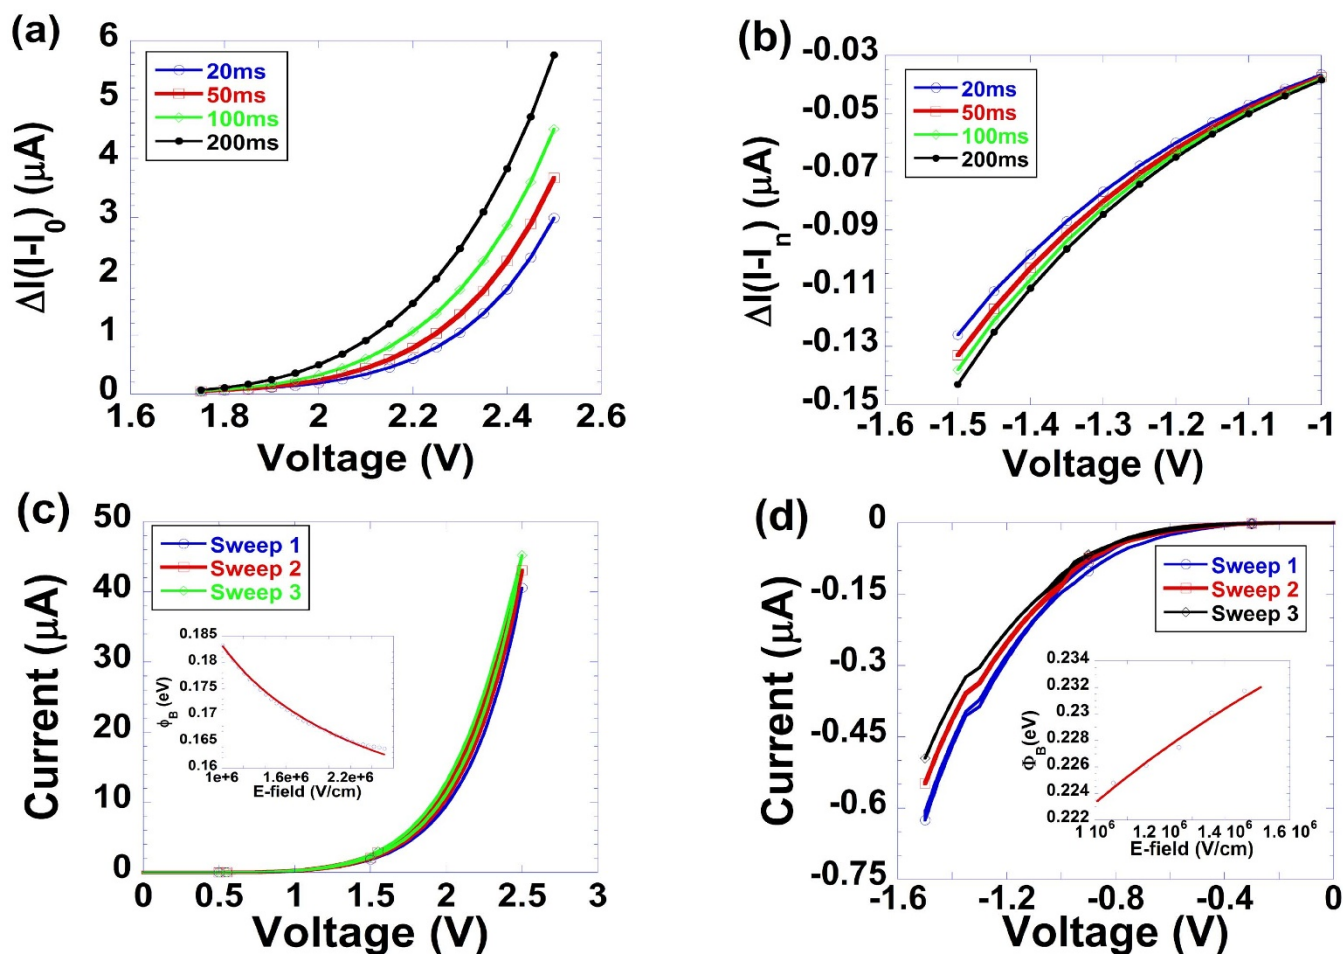 (a)
6
5
4
3
2
1
0
20ms
50ms
100ms
200ms
ΔI(I-I₀) (µA)
1.6 1.8 2 2.2 2.4 2.6
Voltage (V)
(b)
-0.03
-0.05
-0.07
-0.09
-0.11
-0.13
-0.15
20ms
50ms
100ms
200ms
ΔI(I-Iₙ) (µA)
-1.6 -1.5 -1.4 -1.3 -1.2 -1.1 -1
Voltage (V)
(c)
50
40
30
20
10
0
Sweep 1
Sweep 2
Sweep 3
Current (µA)
0.185
0.18
0.175
0.17
0.165
0.16
ϕB (eV)
1e+6 1.6e+6 2.2e+6
E-field (V/cm)
0 0.5 1 1.5 2 2.5 3
Voltage (V)
(d)
0
-0.15
-0.3
-0.45
-0.6
-0.75
Sweep 1
Sweep 2
Sweep 3
Current (µA)
0.234
0.232
0.23
0.228
0.226
0.224
0.222
ΦB(eV)
1 10⁶ 1.2 10⁶ 1.4 10⁶ 1.6 10⁶
E-field (V/cm)
-1.6 -1.2 -0.8 -0.4 0
Voltage (V)